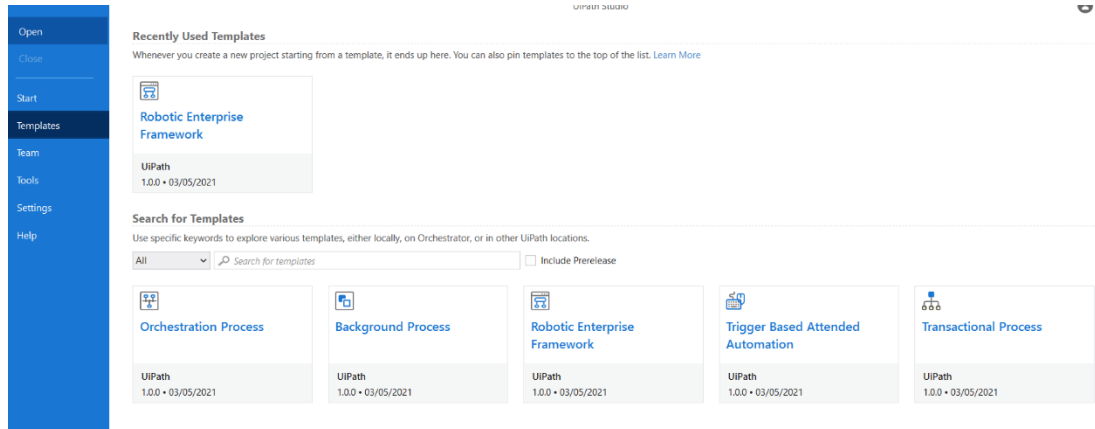 UiPath Studio
Open
Close
Start
Templates
Team
Tools
Settings
Help
Recently Used Templates
Whenever you create a new project starting from a template, it ends up here. You can also pin templates to the top of the list. Learn More
Robotic Enterprise
Framework
UiPath
1.0.0 • 03/05/2021
Search for Templates
Use specific keywords to explore various templates, either locally, on Orchestrator, or in other UiPath locations.
All
Search for templates
Include Prerelease
Orchestration Process
UiPath
1.0.0 • 03/05/2021
Background Process
UiPath
1.0.0 • 03/05/2021
Robotic Enterprise
Framework
UiPath
1.0.0 • 03/05/2021
Trigger Based Attended
Automation
UiPath
1.0.0 • 03/05/2021
Transactional Process
UiPath
1.0.0 • 03/05/2021